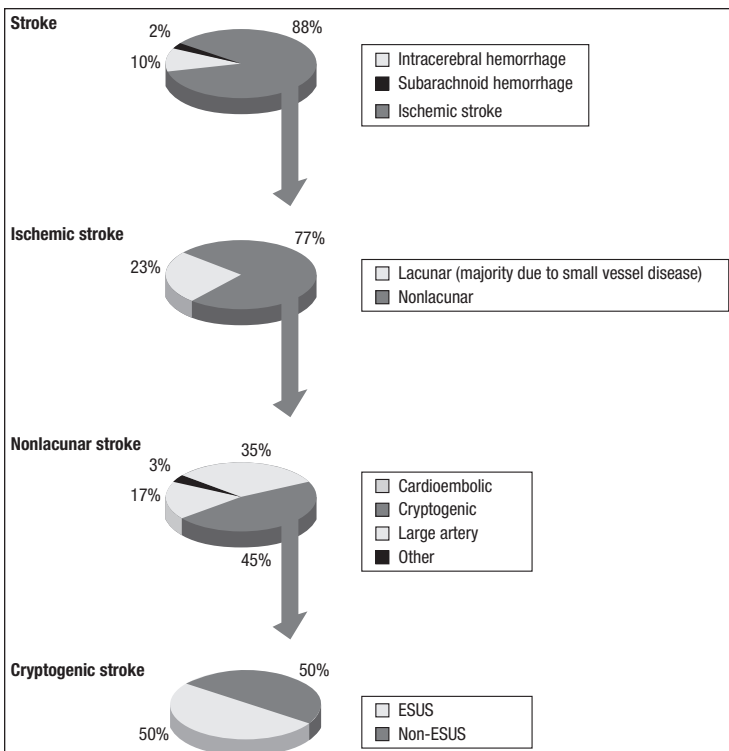 Stroke
2%
88%
10%
Intracerebral hemorrhage
Subarachnoid hemorrhage
Ischemic stroke
Ischemic stroke
77%
23%
Lacunar (majority due to small vessel disease)
Nonlacunar
Nonlacunar stroke
35%
3%
17%
45%
Cardioembolic
Cryptogenic
Large artery
Other
Cryptogenic stroke
50%
50%
ESUS
Non-ESUS